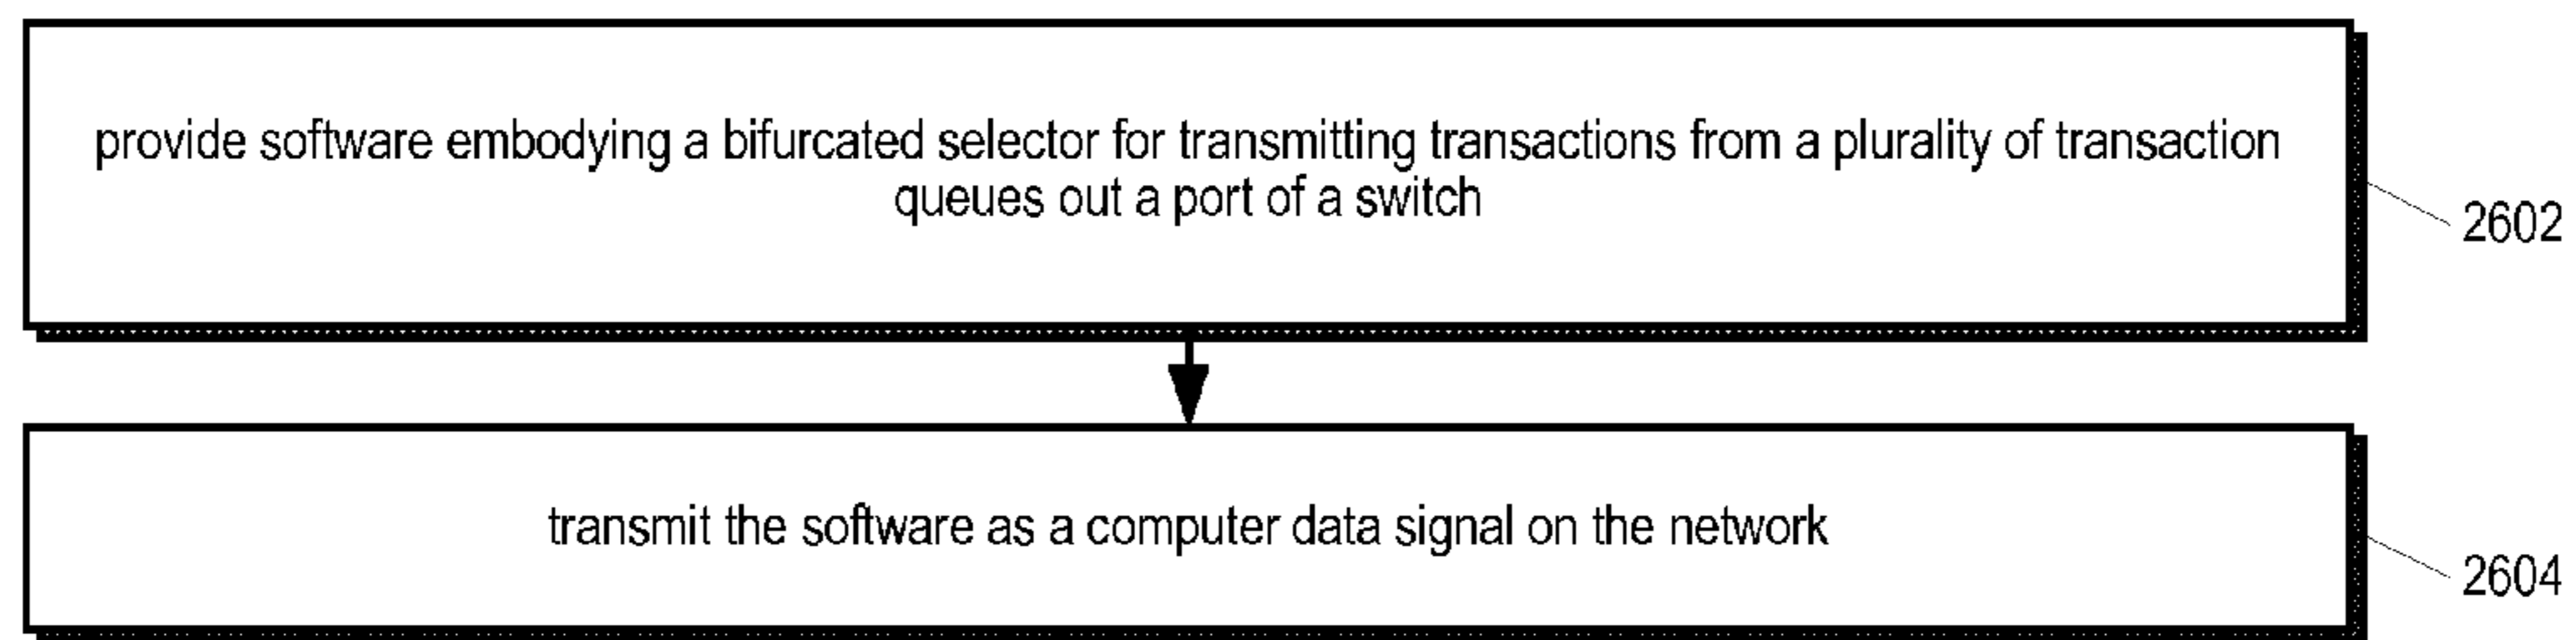 provide software embodying a bifurcated selector for transmitting transactions from a plurality of transaction
queues out a port of a switch
2602
transmit the software as a computer data signal on the network
2604